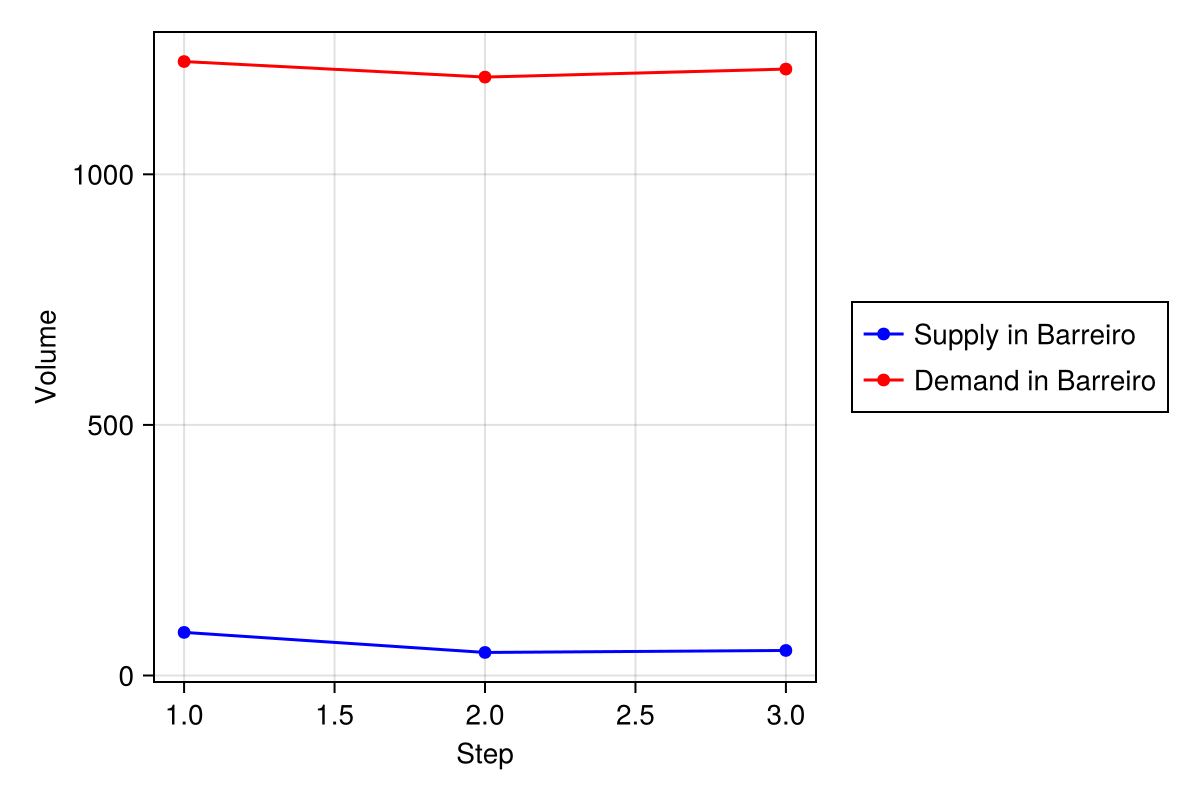 1000
500
0
Volume
1.0 1.5 2.0 2.5 3.0
Step
Supply in Barreiro
Demand in Barreiro